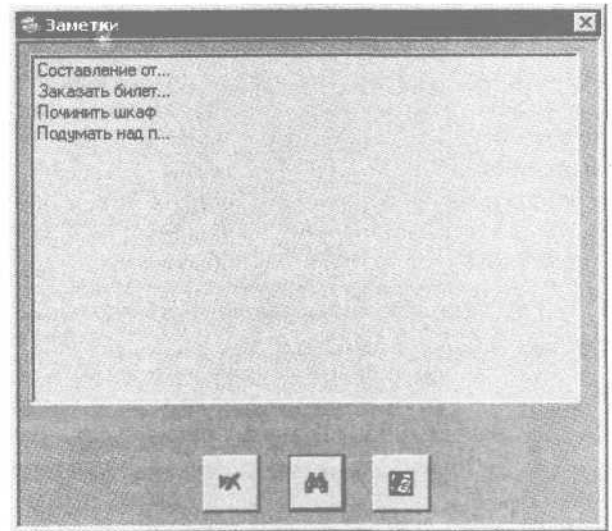 Заметки
Составление от...
Заказать билет...
Починить шкаф
Подумать над п...